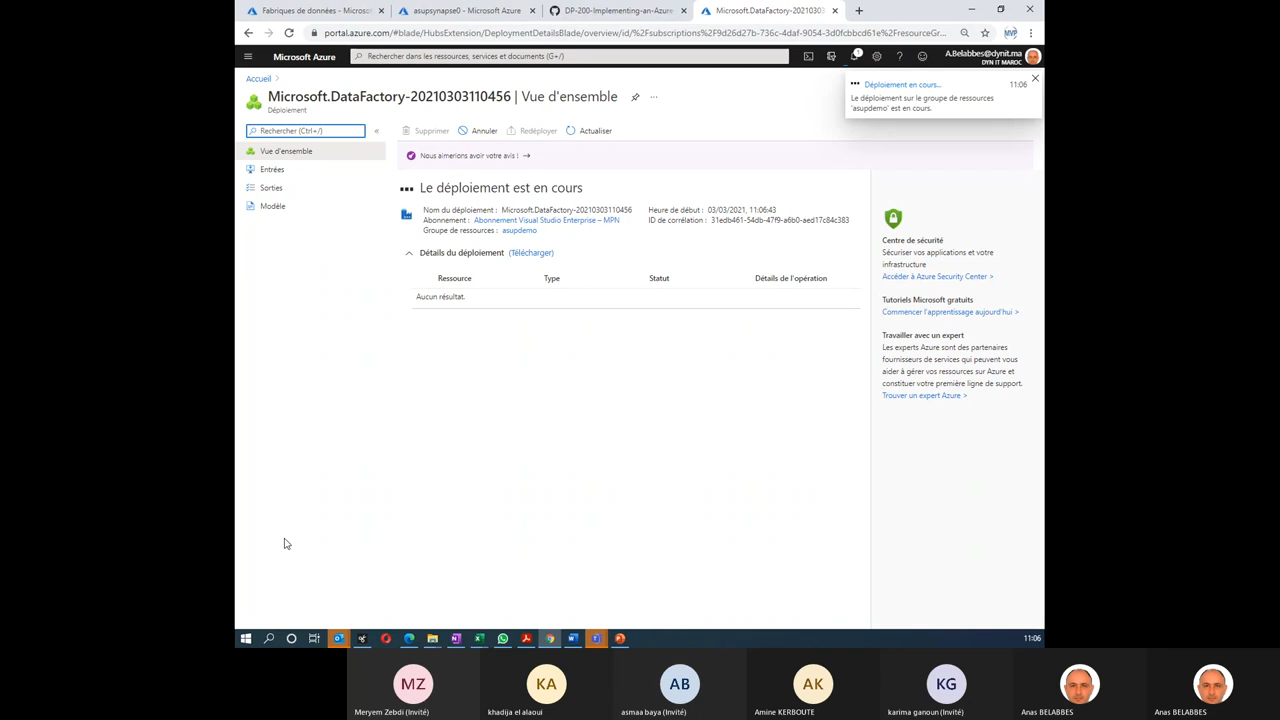 Fabriques de données - Microsoft
asupsynapse0 - Microsoft Azure
DP-200-Implementing-an-Azure-
Microsoft.DataFactory-20210303
portal.azure.com/#blade/HubsExtension/DeploymentDetailsBlade/overview/id/%2Fsubscriptions%2F9d26d27b-736c-4daf-9054-3d0fcbbcd61e%2FresourceGr...
MVP
Microsoft Azure
Rechercher dans les ressources, services et documents (G+/)
1
A.Belabbes@dynit.ma
DYN IT MAROC
Accueil >
Microsoft.DataFactory-20210303110456 | Vue d'ensemble
Déploiement
Déploiement en cours... 11:06
Le déploiement sur le groupe de ressources
'asupdemo' est en cours.
Rechercher (Ctrl+/)
Supprimer
Annuler
Redéployer
Actualiser
Vue d'ensemble
Entrées
Sorties
Modèle
Nous aimerions avoir votre avis ! →
Le déploiement est en cours
Nom du déploiement : Microsoft.DataFactory-20210303110456
Abonnement : Abonnement Visual Studio Enterprise – MPN
Groupe de ressources : asupdemo
Heure de début : 03/03/2021, 11:06:43
ID de corrélation : 31edb461-54db-47f9-a6b0-aed17c84c383
Détails du déploiement (Télécharger)
Ressource Type Statut Détails de l'opération
Aucun résultat.
Centre de sécurité
Sécuriser vos applications et votre
infrastructure
Accéder à Azure Security Center >
Tutoriels Microsoft gratuits
Commencer l'apprentissage aujourd'hui >
Travailler avec un expert
Les experts Azure sont des partenaires
fournisseurs de services qui peuvent vous
aider à gérer vos ressources sur Azure et
constituer votre première ligne de support.
Trouver un expert Azure >
11:06
MZ
KA
AB
AK
KG
Meryem Zebdi (Invité)
khadija el alaoui
asmaa baya (Invité)
Amine KERBOUTE
karima ganoun (Invité)
Anas BELABBES
Anas BELABBES